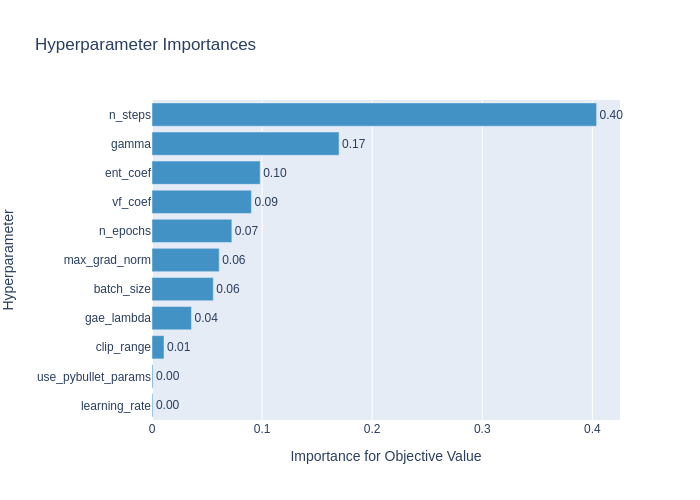 Hyperparameter Importances
Hyperparameter
n_steps 0.40
gamma 0.17
ent_coef 0.10
vf_coef 0.09
n_epochs 0.07
max_grad_norm 0.06
batch_size 0.06
gae_lambda 0.04
clip_range 0.01
use_pybullet_params 0.00
learning_rate 0.00
0 0.1 0.2 0.3 0.4
Importance for Objective Value